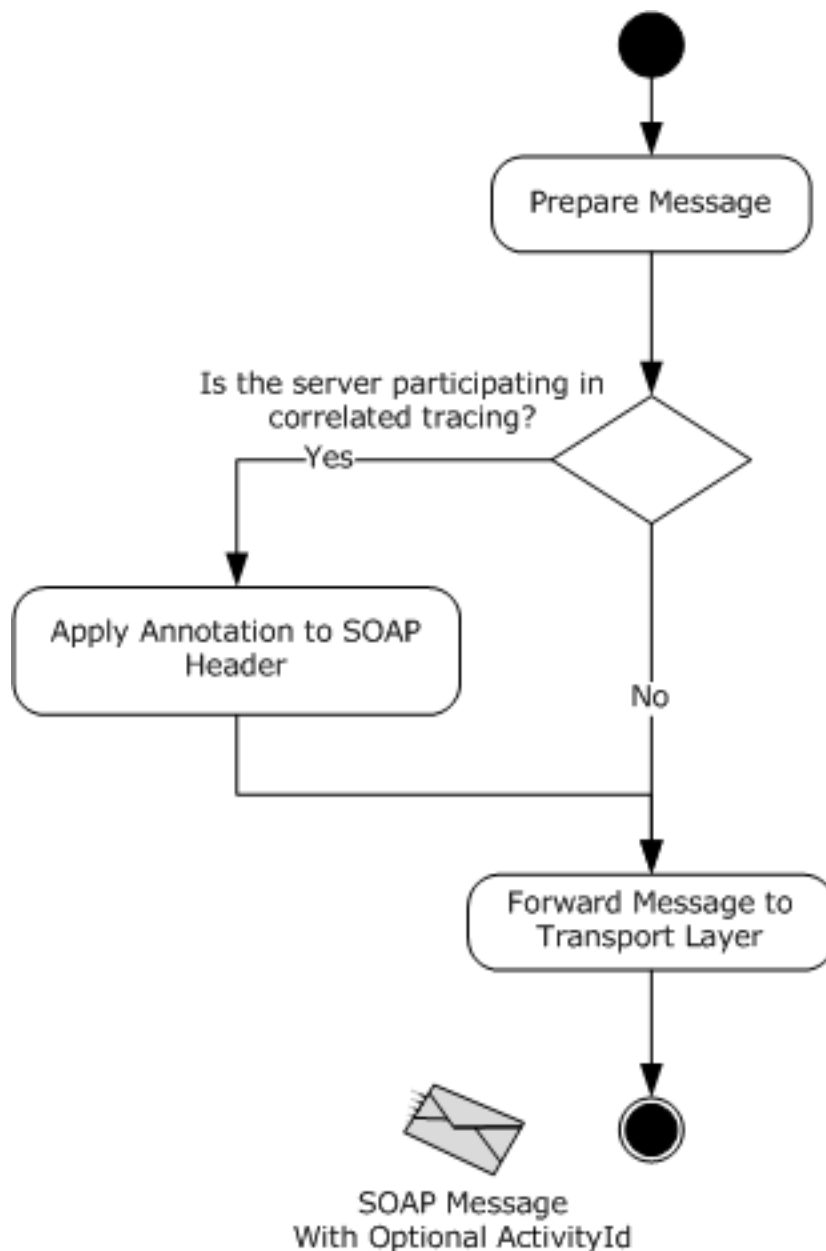 Prepare Message
Is the server participating in
correlated tracing?
Yes
Apply Annotation to SOAP
Header
No
Forward Message to
Transport Layer
SOAP Message
With Optional ActivityId